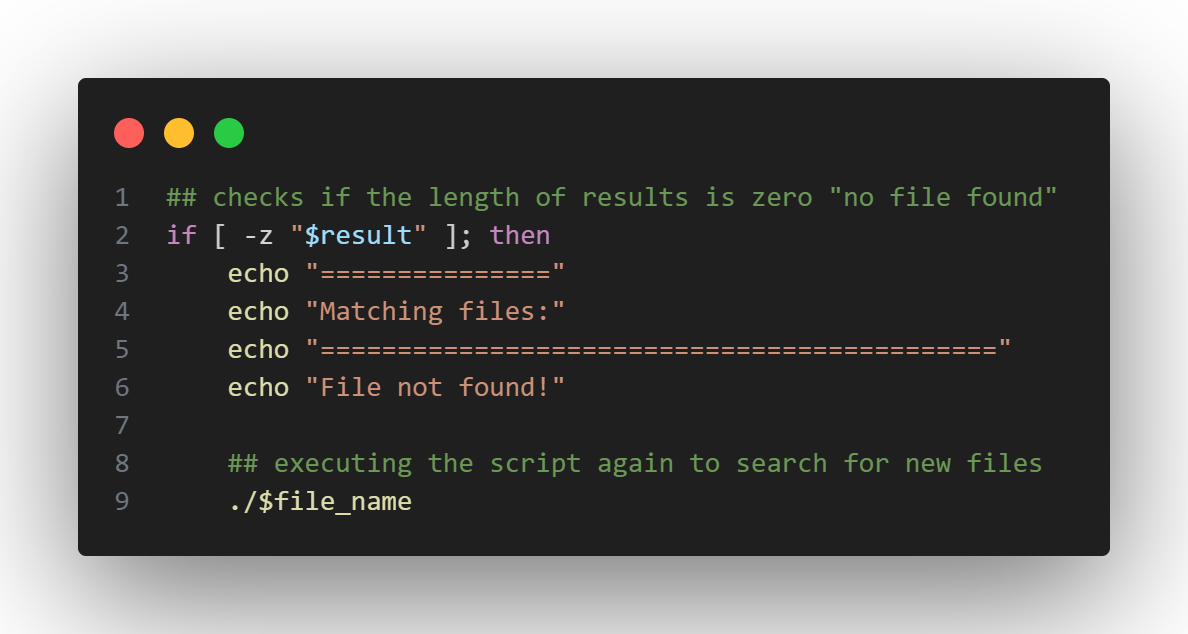 1 ## checks if the length of results is zero "no file found"
2 if [ -z "$result" ]; then
3     echo "==============="
4     echo "Matching files:"
5     echo "============================================"
6     echo "File not found!"
7
8     ## executing the script again to search for new files
9     ./$file_name